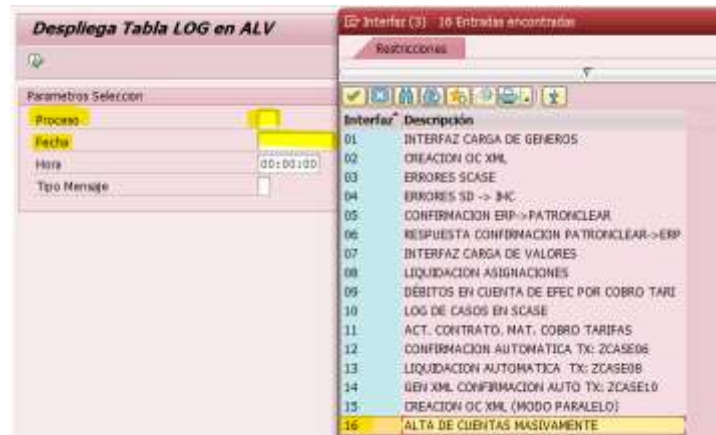 Despliega Tabla LOG en ALV
Parametros Seleccion
Proceso
Fecha
Hora 00:00:00
Tipo Mensaje
Interfaz (3) 16 Entradas encontradas
Restricciones
Interfaz Descripción
01 INTERFAZ CARGA DE GENEROS
02 CREACION OC XML
03 ERRORES SCASE
04 ERRORES SD ->
05 CONFIRMACION ERP->PATRONCLEAR
06 RESPUESTA CONFIRMACION PATRONCLEAR->ERP
07 INTERFAZ CARGA DE VALORES
08 LIQUIDACION ASIGNACIONES
09 DÉBITOS EN CUENTA DE EFEC POR COBRO TARI
10 LOG DE CASOS EN SCASE
11 ACT. CONTRATO. MAT. COBRO TARIFAS
12 CONFIRMACION AUTOMATICA TX: ZCASE06
13 LIQUIDACION AUTOMATICA TX: ZCASE08
14 GEN XML CONFIRMACION AUTO TX: ZCASE10
15 CREACION OC XML (MODO PARALELO)
16 ALTA DE CUENTAS MASIVAMENTE